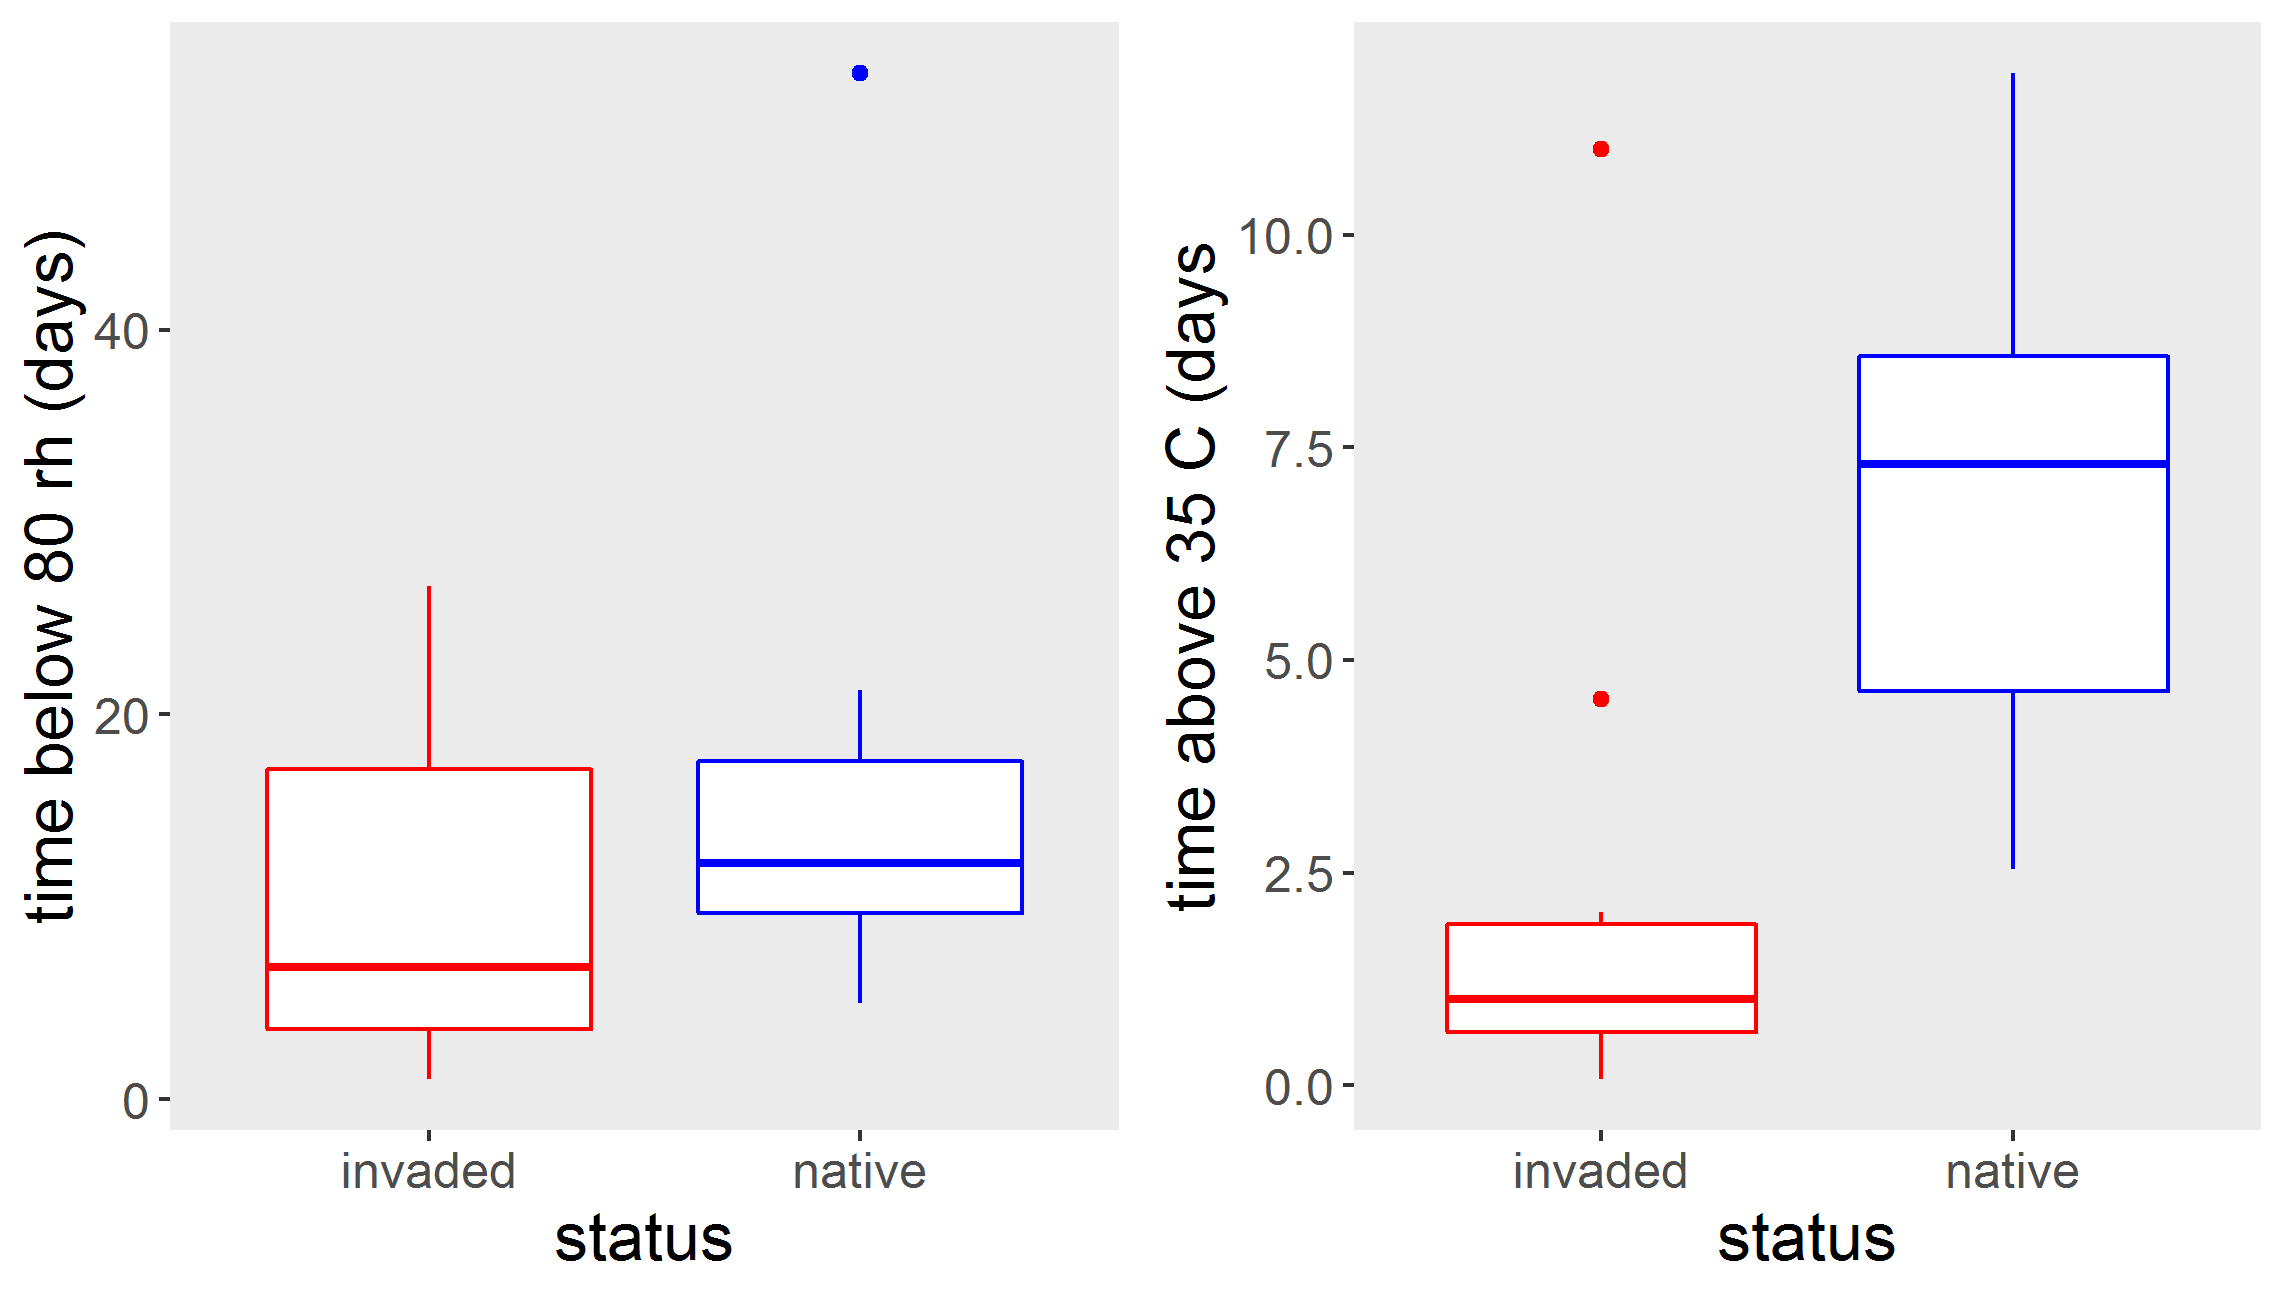 time below 80 rh (days)
40
20
0
invaded native
status
time above 35 C (days
10.0
7.5
5.0
2.5
0.0
invaded native
status